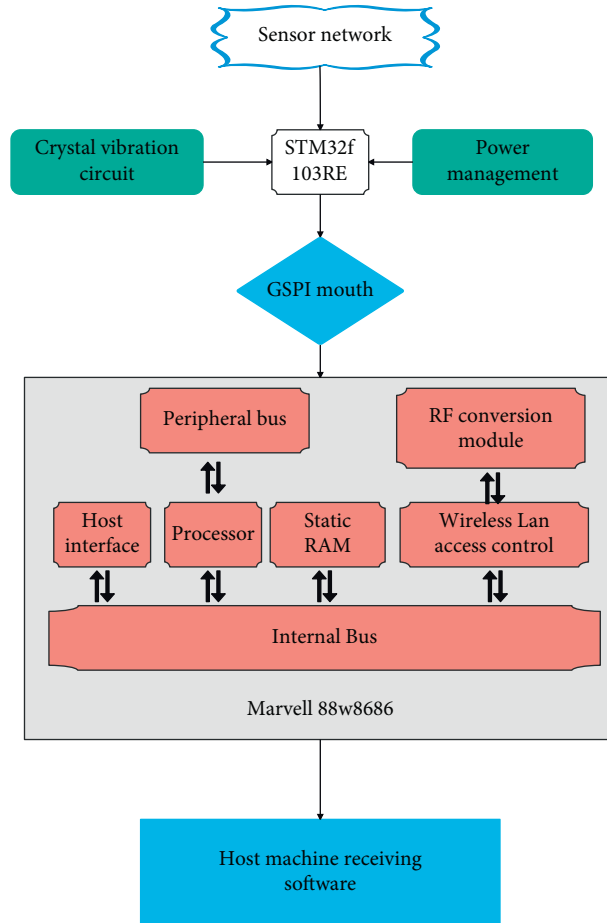 Sensor network
Crystal vibration
circuit
STM32f
103RE
Power
management
GSPI mouth
Peripheral bus
RF conversion
module
Host
interface
Processor
Static
RAM
Wireless Lan
access control
Internal Bus
Marvell 88w8686
Host machine receiving
software